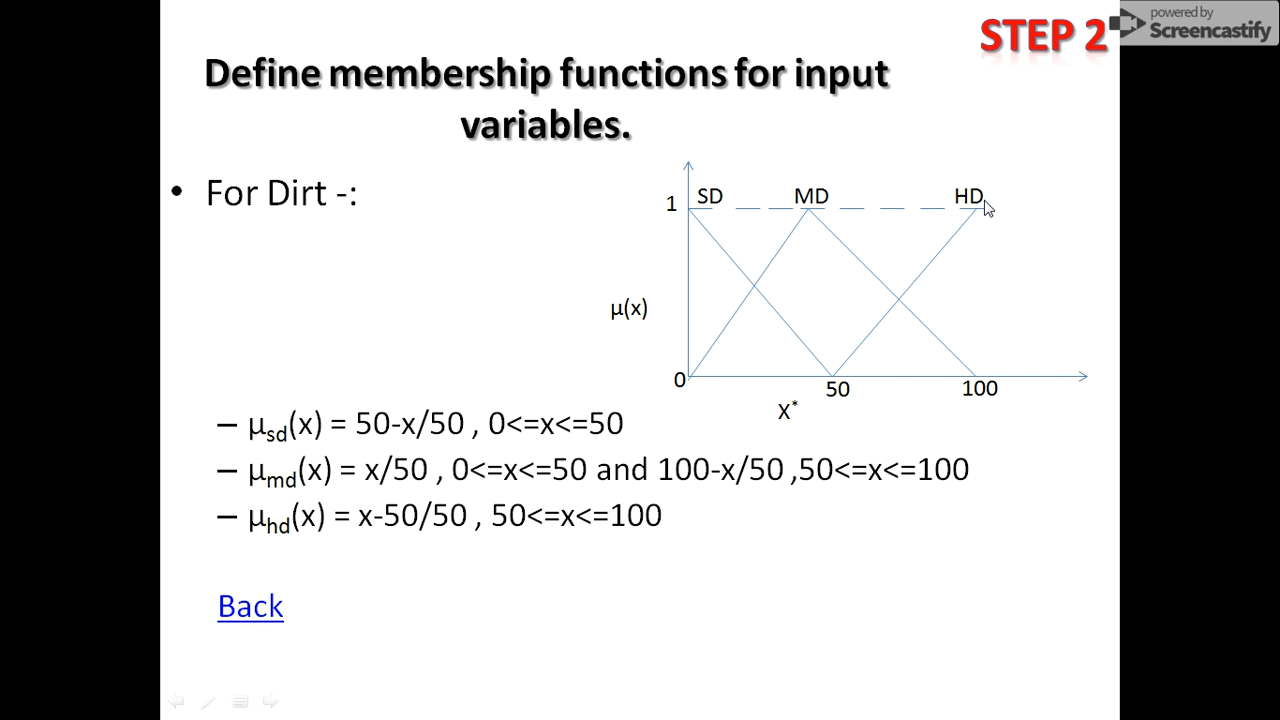 STEP 2
powered by
Screencastify
Define membership functions for input
variables.
• For Dirt -:
1
SD
MD
HD
μ(x)
0
50
100
X*
– μsd(x) = 50-x/50 , 0<=x<=50
– μmd(x) = x/50 , 0<=x<=50 and 100-x/50 ,50<=x<=100
– μhd(x) = x-50/50 , 50<=x<=100
Back